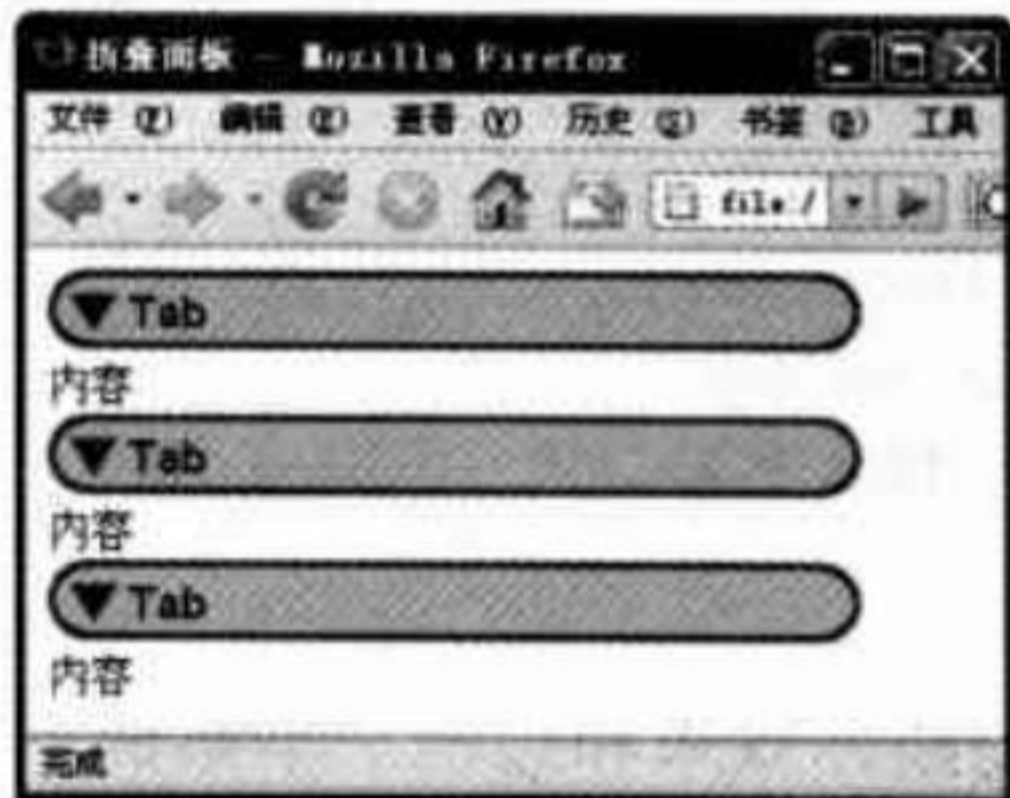 折叠面板 - Mozilla Firefox
文件 (F) 编辑 (E) 查看 (V) 历史 (S) 书签 (B) 工具
file:/
▼ Tab
内容
▼ Tab
内容
▼ Tab
内容
完成